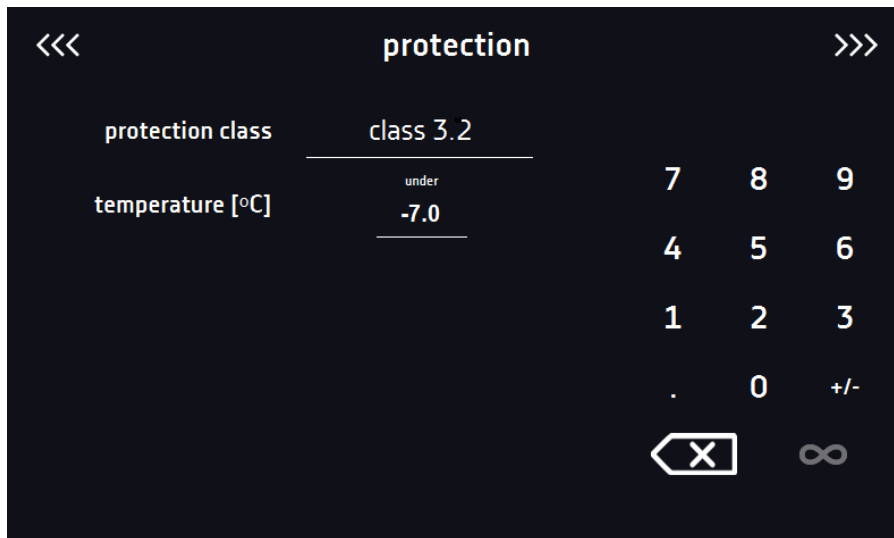 <<< protection >>>
protection class class 3.2
under
temperature [°C] -7.0
7 8 9
4 5 6
1 2 3
. 0 +/-
∞